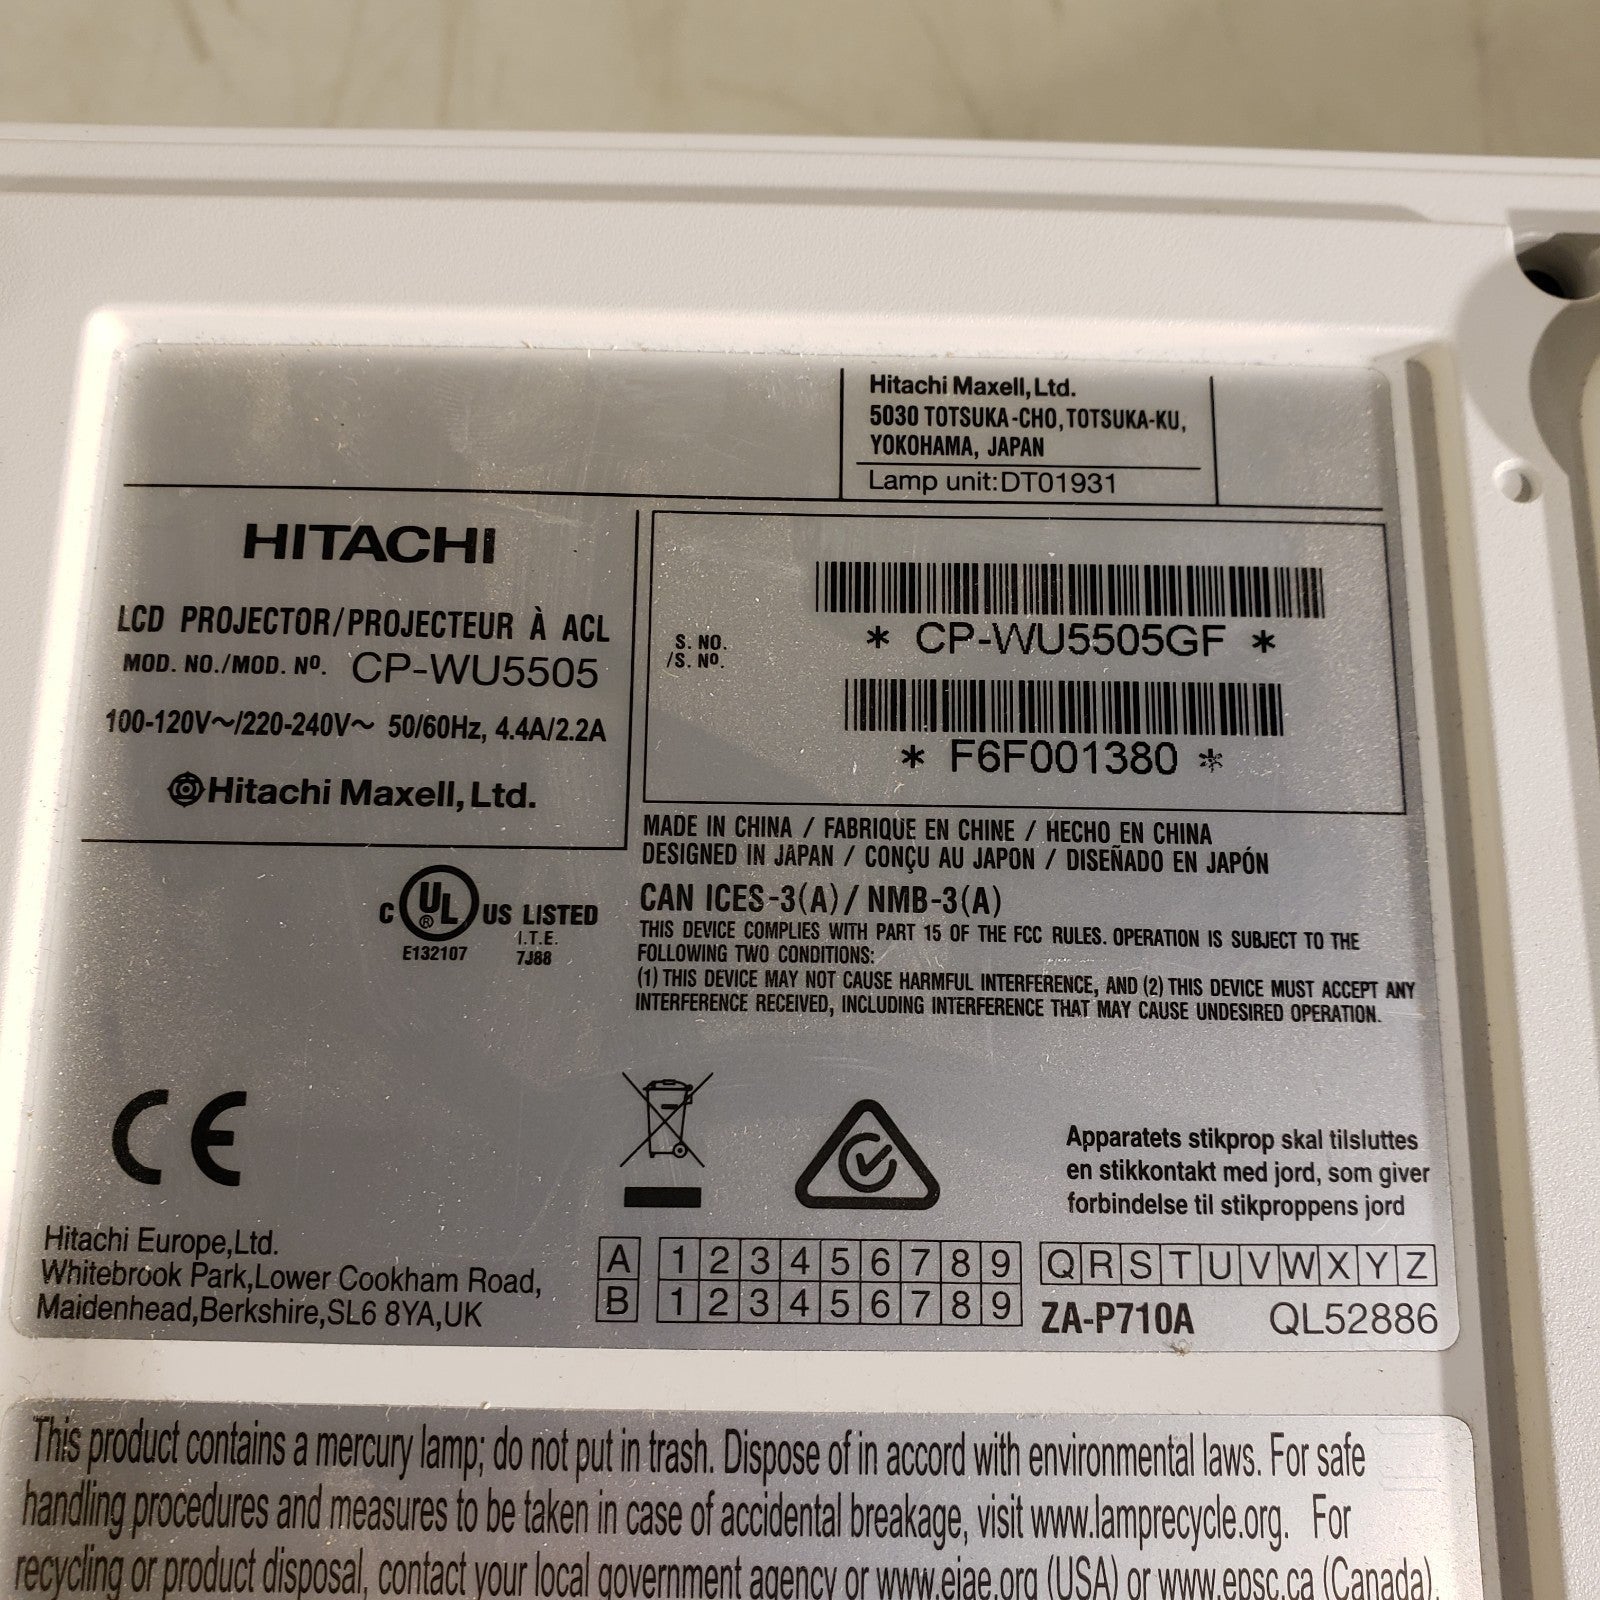 Hitachi Maxell, Ltd.
5030 TOTSUKA-CHO, TOTSUKA-KU,
YOKOHAMA, JAPAN
Lamp unit:DT01931
HITACHI
LCD PROJECTOR/PROJECTEUR À ACL
MOD. NO./MOD. Nº. CP-WU5505
100-120V～/220-240V～ 50/60Hz, 4.4A/2.2A
Hitachi Maxell, Ltd.
S. NO.
/S. Nº.
* CP-WU5505GF *
* F6F001380 *
MADE IN CHINA / FABRIQUE EN CHINE / HECHO EN CHINA
DESIGNED IN JAPAN / CONÇU AU JAPON / DISEÑADO EN JAPÓN
CAN ICES-3(A)/ NMB-3(A)
THIS DEVICE COMPLIES WITH PART 15 OF THE FCC RULES. OPERATION IS SUBJECT TO THE
FOLLOWING TWO CONDITIONS:
(1) THIS DEVICE MAY NOT CAUSE HARMFUL INTERFERENCE, AND (2) THIS DEVICE MUST ACCEPT ANY
INTERFERENCE RECEIVED, INCLUDING INTERFERENCE THAT MAY CAUSE UNDESIRED OPERATION.
C UL ® US LISTED
I.T.E.
E132107 7J88
CE
Apparatets stikprop skal tilsluttes
en stikkontakt med jord, som giver
forbindelse til stikproppens jord
Hitachi Europe,Ltd.
Whitebrook Park,Lower Cookham Road,
Maidenhead,Berkshire,SL6 8YA,UK
A 1 2 3 4 5 6 7 8 9 Q R S T U V W X Y Z
B 1 2 3 4 5 6 7 8 9 ZA-P710A QL52886
This product contains a mercury lamp; do not put in trash. Dispose of in accord with environmental laws. For safe
handling procedures and measures to be taken in case of accidental breakage, visit www.lamprecycle.org. For
recycling or product disposal, contact your local government agency or www.eiae.org (USA) or www.epsc.ca (Canada).